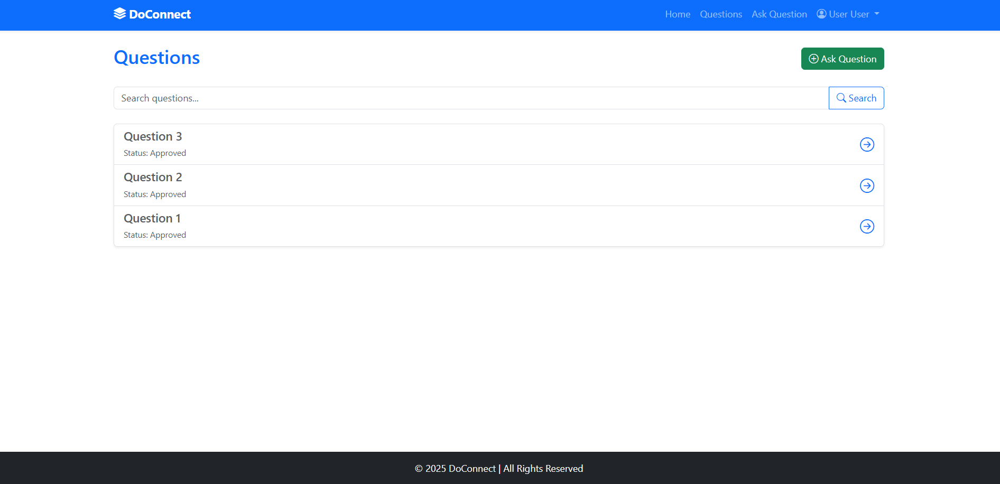 DoConnect
Home Questions Ask Question User User
Questions
Ask Question
Search questions...
Search
Question 3
Status: Approved
Question 2
Status: Approved
Question 1
Status: Approved
© 2025 DoConnect | All Rights Reserved